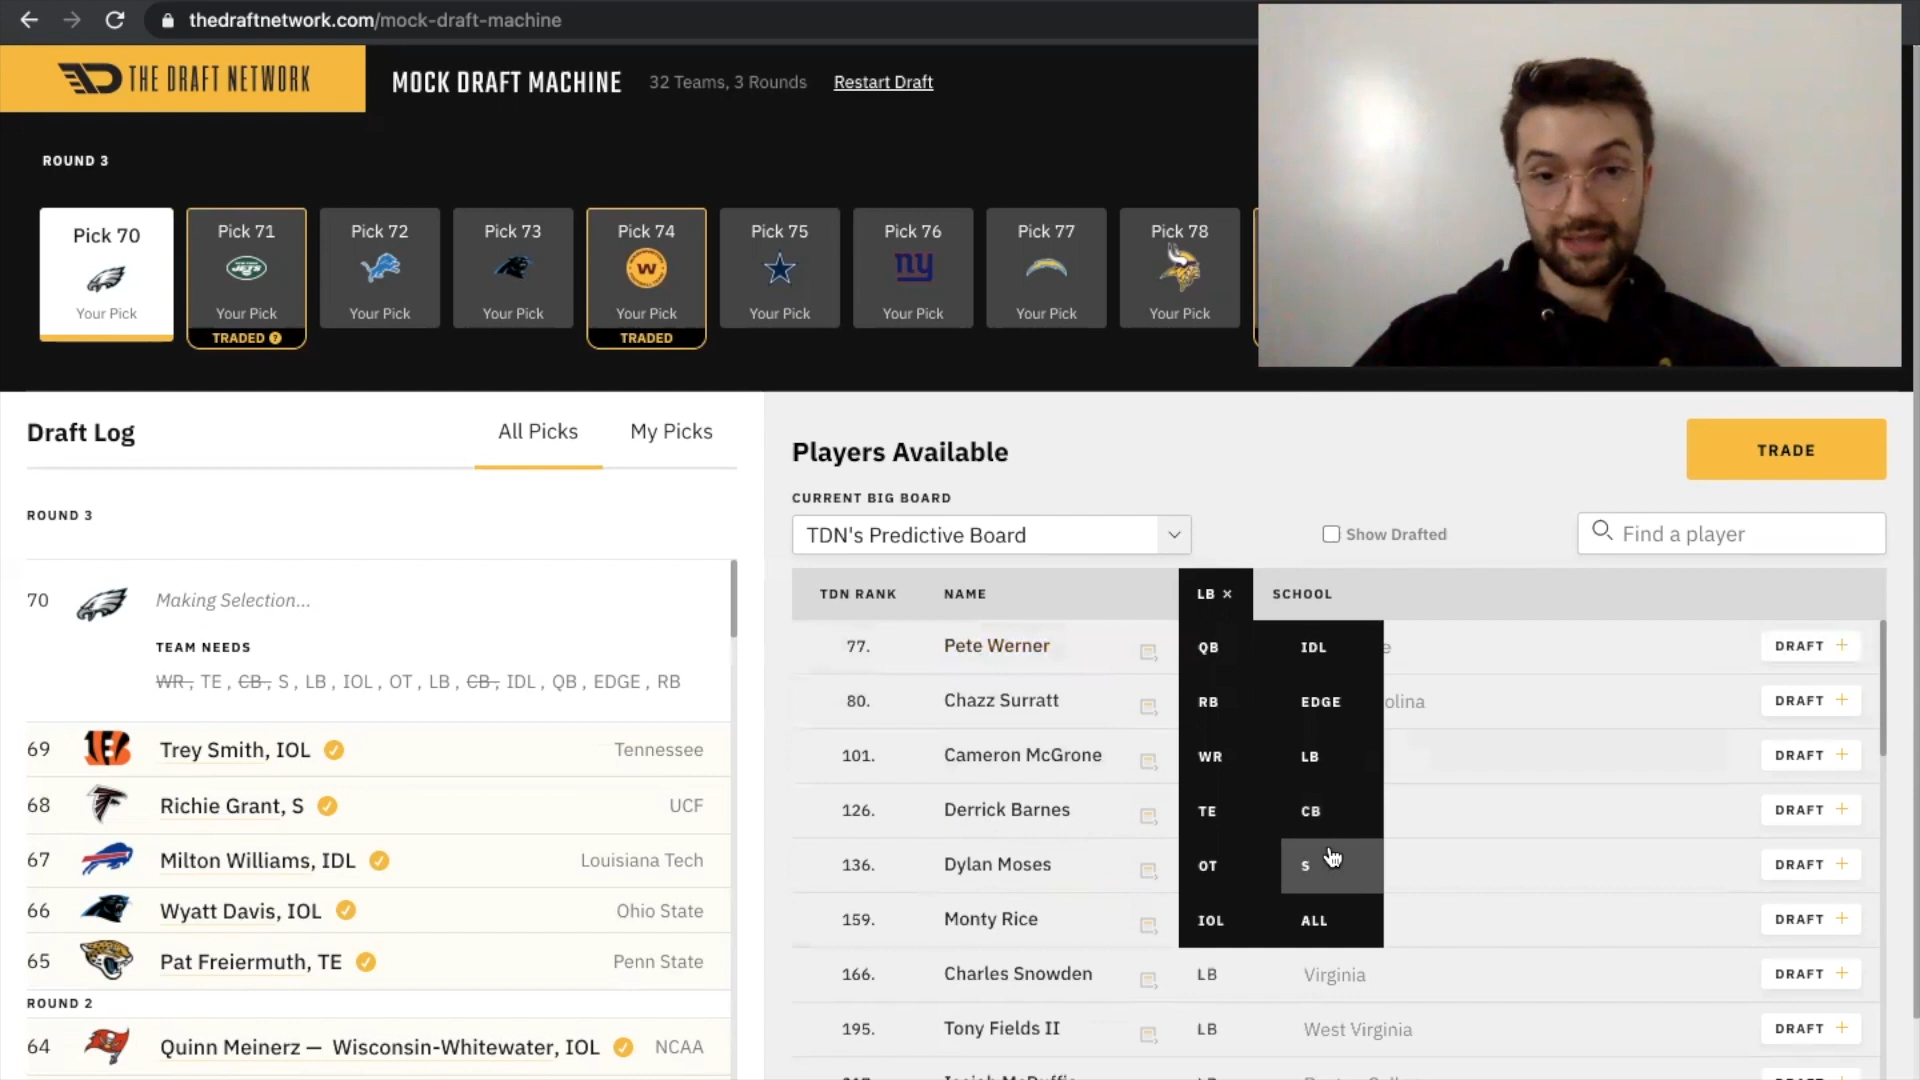 thedraftnetwork.com/mock-draft-machine
THE DRAFT NETWORK
MOCK DRAFT MACHINE
32 Teams, 3 Rounds
Restart Draft
ROUND 3
Pick 70
Your Pick
Pick 71
JETS
Your Pick
TRADED ?
Pick 72
Your Pick
Pick 73
Your Pick
Pick 74
W
Your Pick
TRADED
Pick 75
Your Pick
Pick 76
ny
Your Pick
Pick 77
Your Pick
Pick 78
Your Pick
Draft Log
All Picks
My Picks
ROUND 3
70
Making Selection...
TEAM NEEDS
WR , TE , CB , S , LB , IOL , OT , LB , CB , IDL , QB , EDGE , RB
69 Trey Smith, IOL Tennessee
68 Richie Grant, S UCF
67 Milton Williams, IDL Louisiana Tech
66 Wyatt Davis, IOL Ohio State
65 Pat Freiermuth, TE Penn State
ROUND 2
64 Quinn Meinerz — Wisconsin-Whitewater, IOL NCAA
Players Available
TRADE
CURRENT BIG BOARD
TDN's Predictive Board
Show Drafted
Find a player
TDN RANK NAME LB × SCHOOL
77. Pete Werner e DRAFT +
80. Chazz Surratt olina DRAFT +
101. Cameron McGrone DRAFT +
126. Derrick Barnes DRAFT +
136. Dylan Moses DRAFT +
159. Monty Rice DRAFT +
166. Charles Snowden LB Virginia DRAFT +
195. Tony Fields II LB West Virginia DRAFT +
QB IDL
RB EDGE
WR LB
TE CB
OT S
IOL ALL